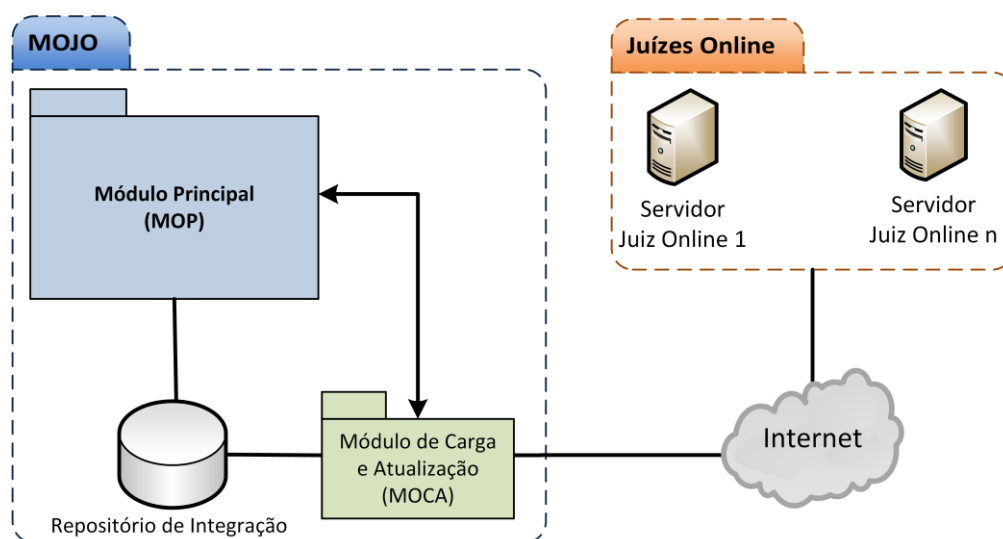 MOJO
Juízes Online
Módulo Principal
(MOP)
Servidor
Juiz Online 1
Servidor
Juiz Online n
Módulo de Carga
e Atualização
(MOCA)
Internet
Repositório de Integração